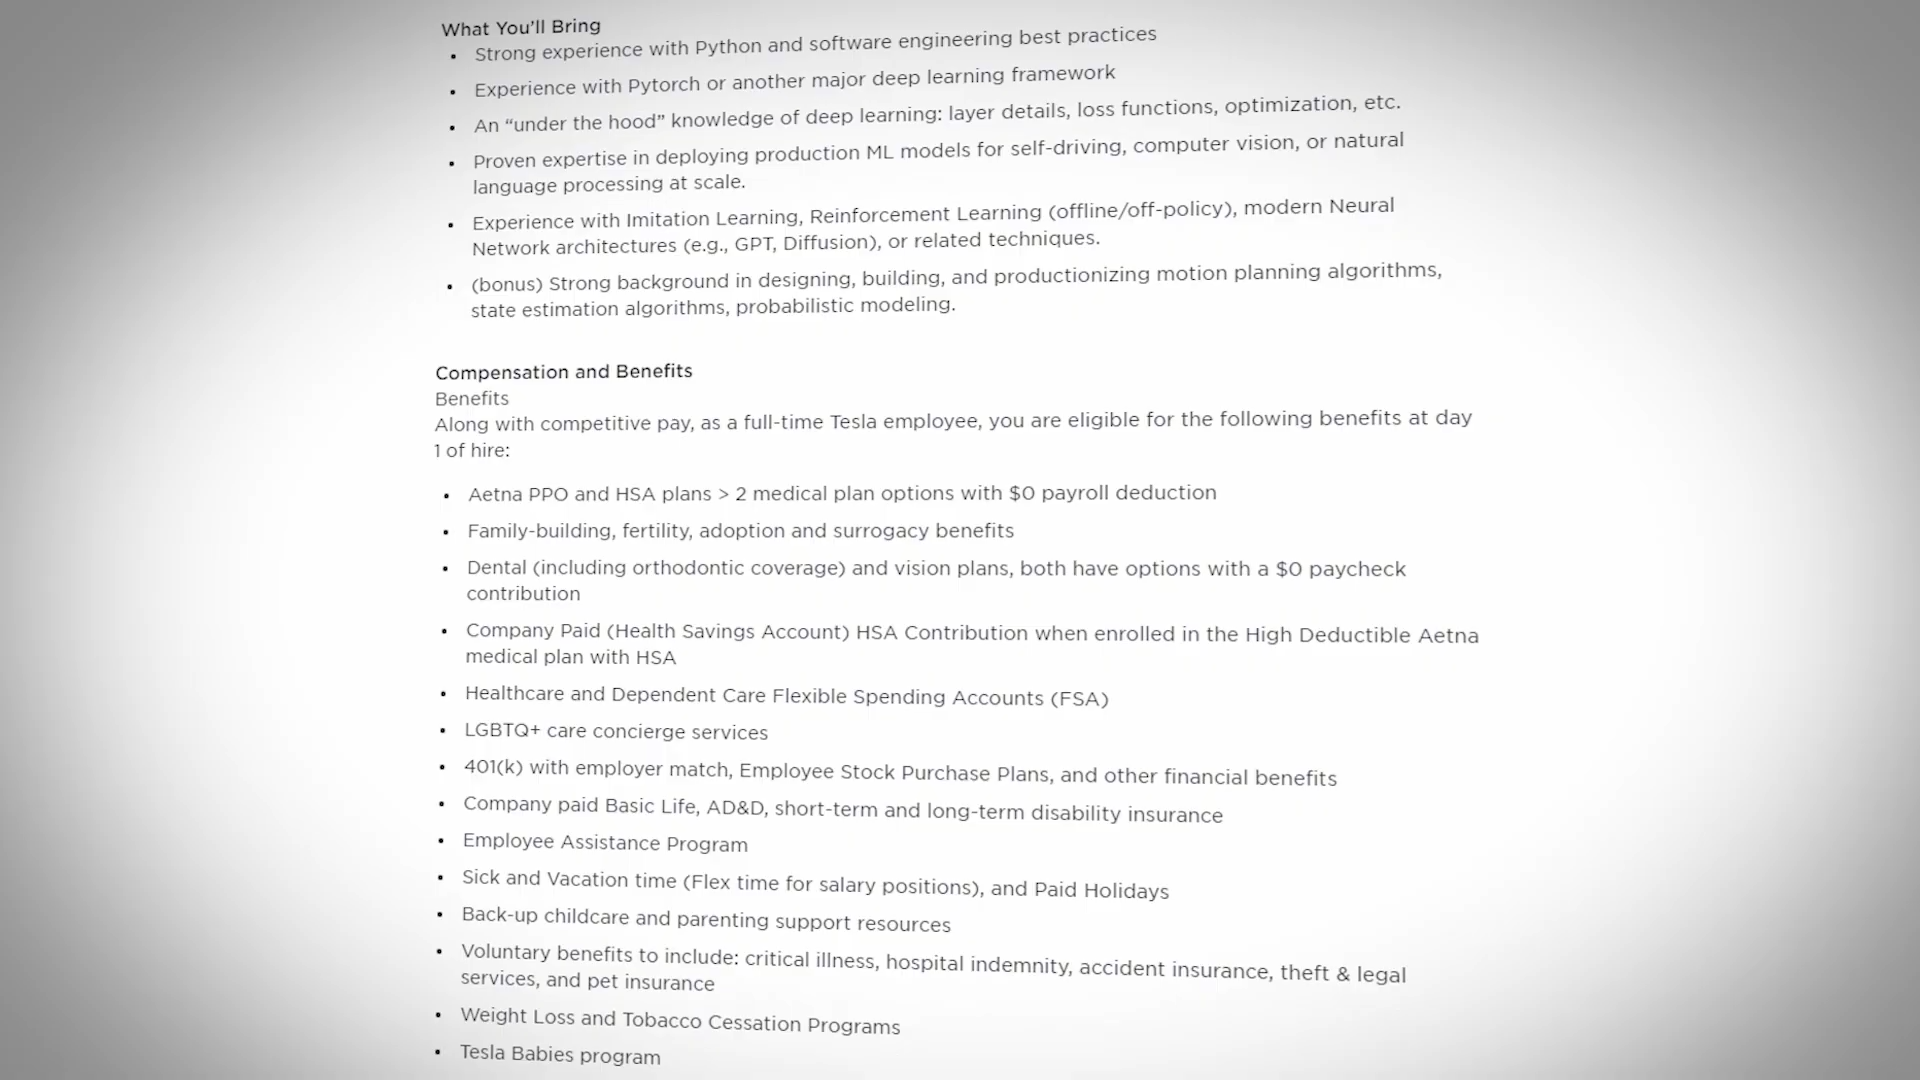 What You'll Bring
• Strong experience with Python and software engineering best practices
• Experience with Pytorch or another major deep learning framework
• An “under the hood” knowledge of deep learning: layer details, loss functions, optimization, etc.
• Proven expertise in deploying production ML models for self-driving, computer vision, or natural
language processing at scale.
• Experience with Imitation Learning, Reinforcement Learning (offline/off-policy), modern Neural
Network architectures (e.g., GPT, Diffusion), or related techniques.
• (bonus) Strong background in designing, building, and productionizing motion planning algorithms,
state estimation algorithms, probabilistic modeling.
Compensation and Benefits
Benefits
Along with competitive pay, as a full-time Tesla employee, you are eligible for the following benefits at day
1 of hire:
• Aetna PPO and HSA plans > 2 medical plan options with $0 payroll deduction
• Family-building, fertility, adoption and surrogacy benefits
• Dental (including orthodontic coverage) and vision plans, both have options with a $0 paycheck
contribution
• Company Paid (Health Savings Account) HSA Contribution when enrolled in the High Deductible Aetna
medical plan with HSA
• Healthcare and Dependent Care Flexible Spending Accounts (FSA)
• LGBTQ+ care concierge services
• 401(k) with employer match, Employee Stock Purchase Plans, and other financial benefits
• Company paid Basic Life, AD&D, short-term and long-term disability insurance
• Employee Assistance Program
• Sick and Vacation time (Flex time for salary positions), and Paid Holidays
• Back-up childcare and parenting support resources
• Voluntary benefits to include: critical illness, hospital indemnity, accident insurance, theft & legal
services, and pet insurance
• Weight Loss and Tobacco Cessation Programs
• Tesla Babies program